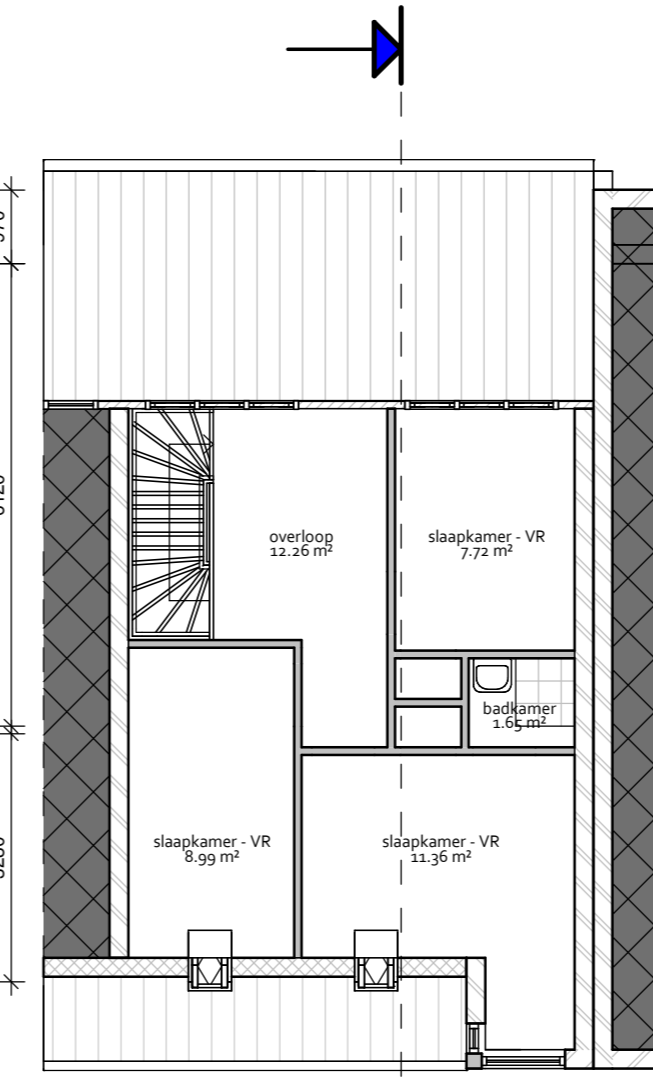 overloop
12.26 m²
slaapkamer - VR
7.72 m²
badkamer
1.65 m²
slaapkamer - VR
8.99 m²
slaapkamer - VR
11.36 m²